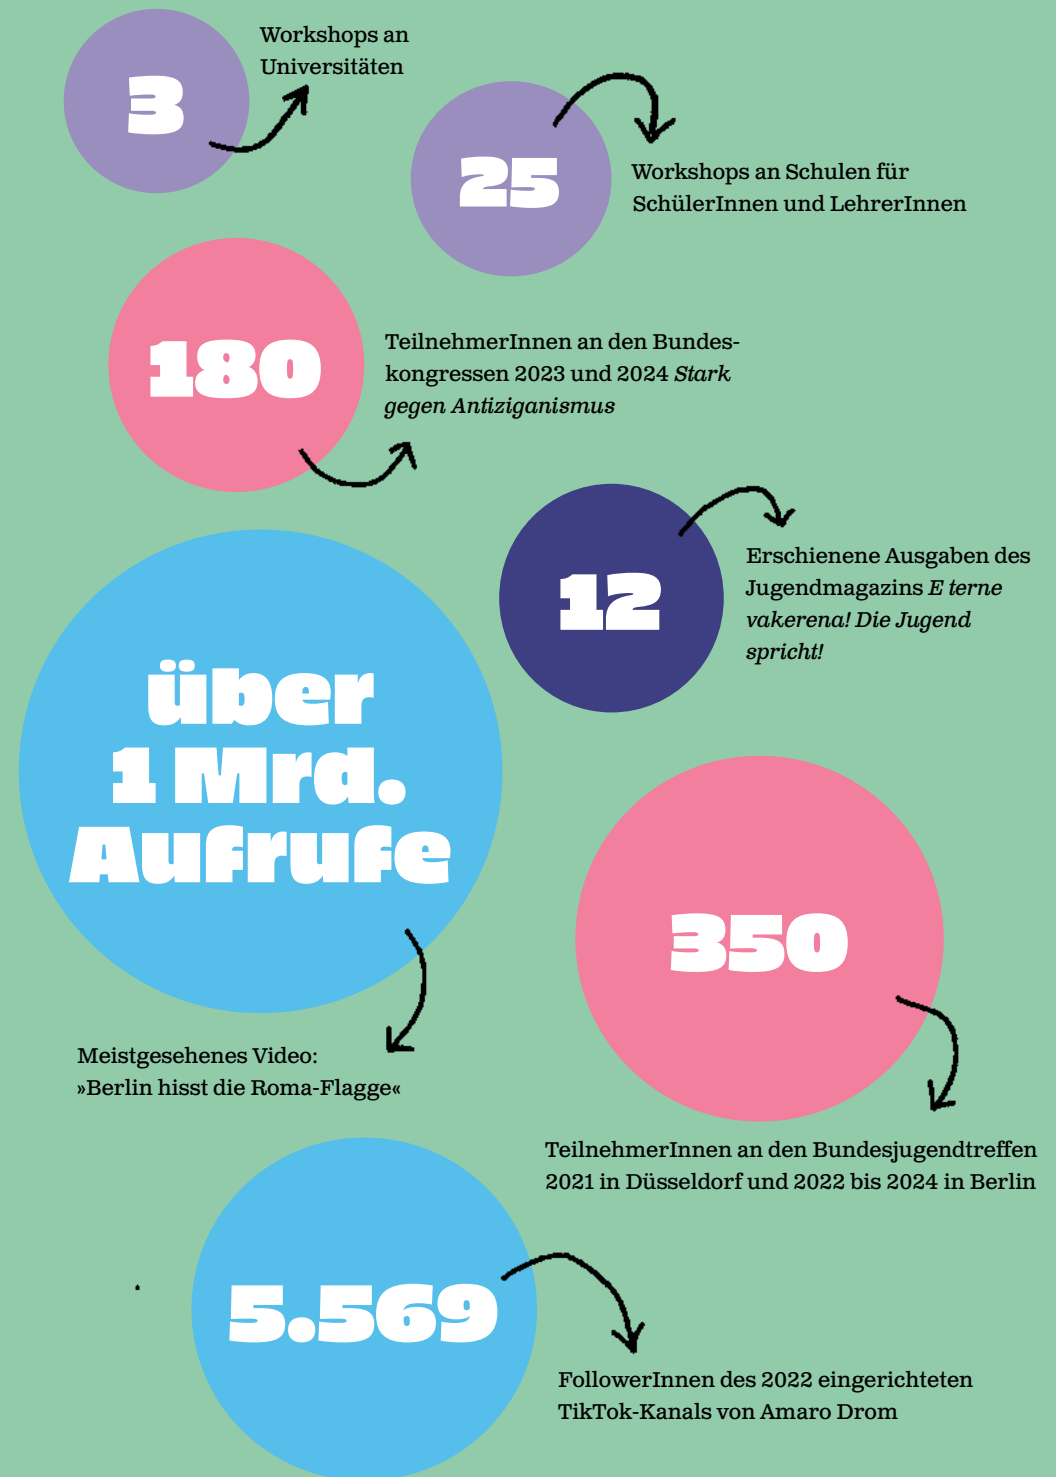 3
Workshops an
Universitäten
25
Workshops an Schulen für
SchülerInnen und LehrerInnen
180
TeilnehmerInnen an den Bundes-
kongressen 2023 und 2024 Stark
gegen Antiziganismus
12
Erschienene Ausgaben des
Jugendmagazins E terne
vakerena! Die Jugend
spricht!
über
1 Mrd.
Aufrufe
Meistgesehenes Video:
»Berlin hisst die Roma-Flagge«
350
TeilnehmerInnen an den Bundesjugendtreffen
2021 in Düsseldorf und 2022 bis 2024 in Berlin
5.569
FollowerInnen des 2022 eingerichteten
TikTok-Kanals von Amaro Drom